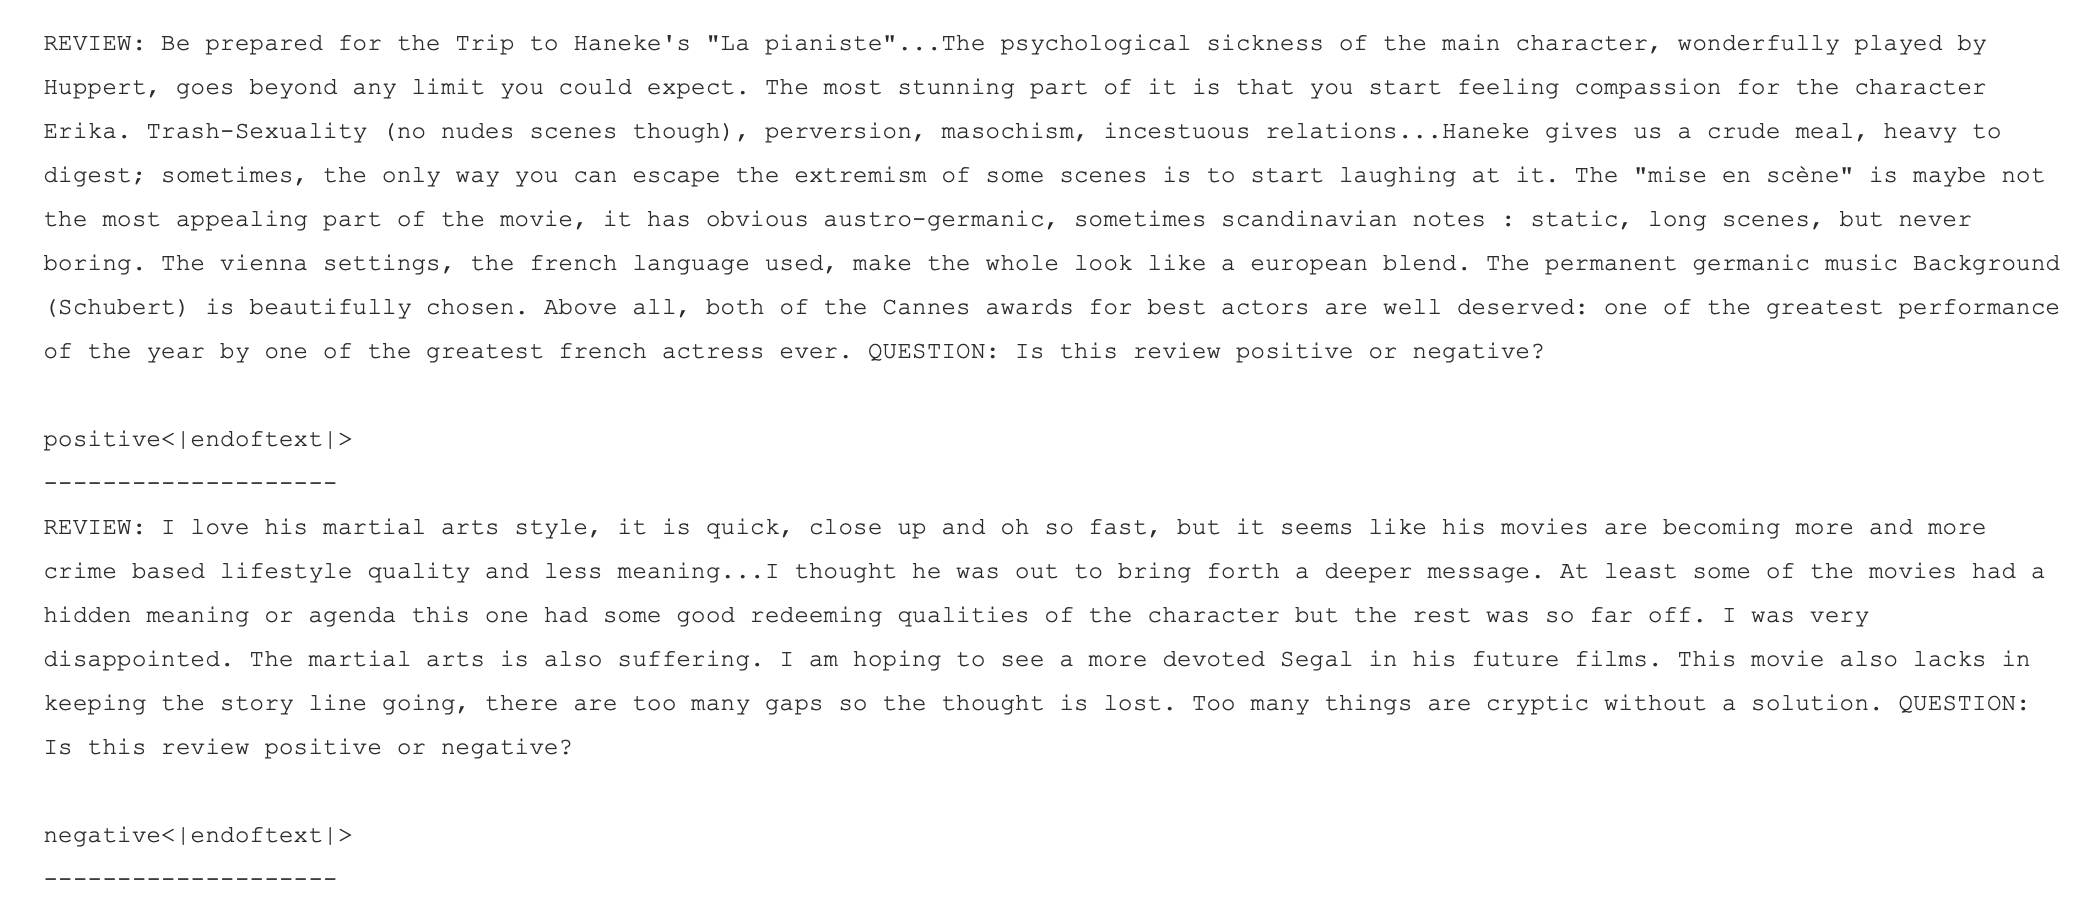 REVIEW: Be prepared for the Trip to Haneke's "La pianiste"...The psychological sickness of the main character, wonderfully played by
Huppert, goes beyond any limit you could expect. The most stunning part of it is that you start feeling compassion for the character
Erika. Trash-Sexuality (no nudes scenes though), perversion, masochism, incestuous relations...Haneke gives us a crude meal, heavy to
digest; sometimes, the only way you can escape the extremism of some scenes is to start laughing at it. The "mise en scène" is maybe not
the most appealing part of the movie, it has obvious austro-germanic, sometimes scandinavian notes : static, long scenes, but never
boring. The vienna settings, the french language used, make the whole look like a european blend. The permanent germanic music Background
(Schubert) is beautifully chosen. Above all, both of the Cannes awards for best actors are well deserved: one of the greatest performance
of the year by one of the greatest french actress ever. QUESTION: Is this review positive or negative?
positive<|endoftext|>
--------------------
REVIEW: I love his martial arts style, it is quick, close up and oh so fast, but it seems like his movies are becoming more and more
crime based lifestyle quality and less meaning...I thought he was out to bring forth a deeper message. At least some of the movies had a
hidden meaning or agenda this one had some good redeeming qualities of the character but the rest was so far off. I was very
disappointed. The martial arts is also suffering. I am hoping to see a more devoted Segal in his future films. This movie also lacks in
keeping the story line going, there are too many gaps so the thought is lost. Too many things are cryptic without a solution. QUESTION:
Is this review positive or negative?
negative<|endoftext|>
--------------------